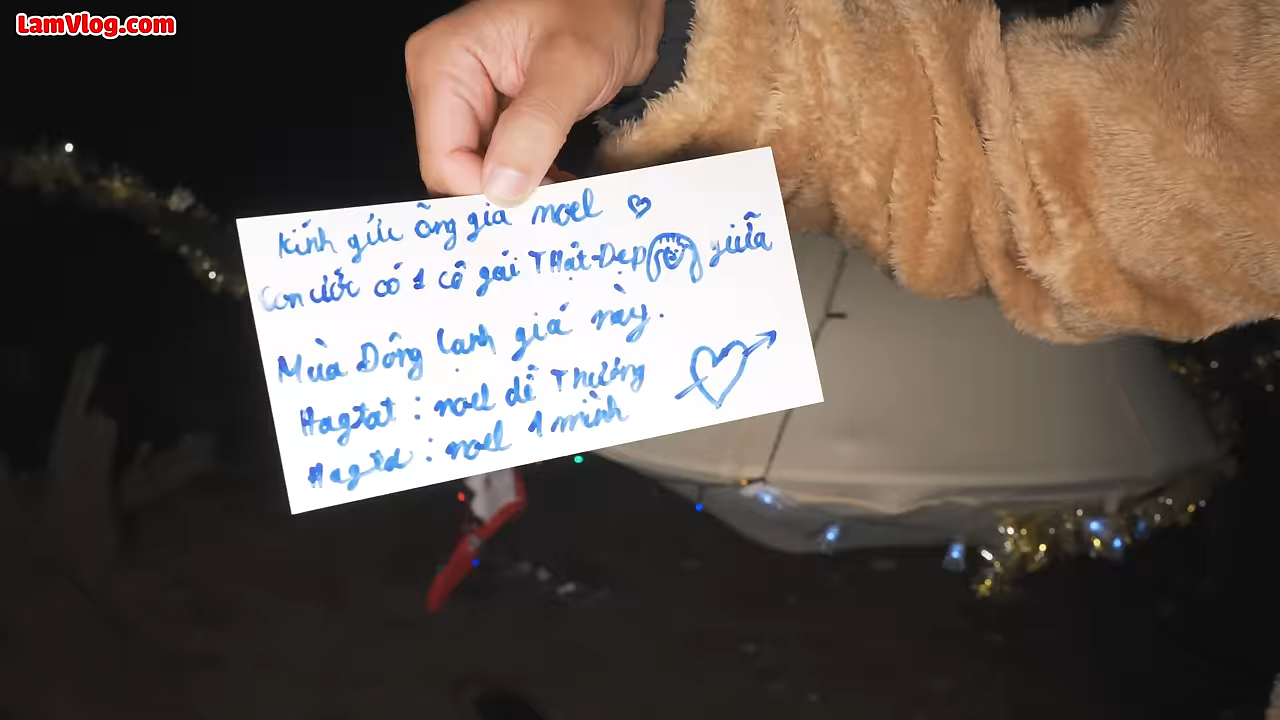 LamVlog.com
kính gửi ông già noel
Con ước có 1 cô gái Thật Đẹp giữa
Mùa Đông lạnh giá này.
Hagtat : noel dễ Thương
Hagtd : noel 1 mình